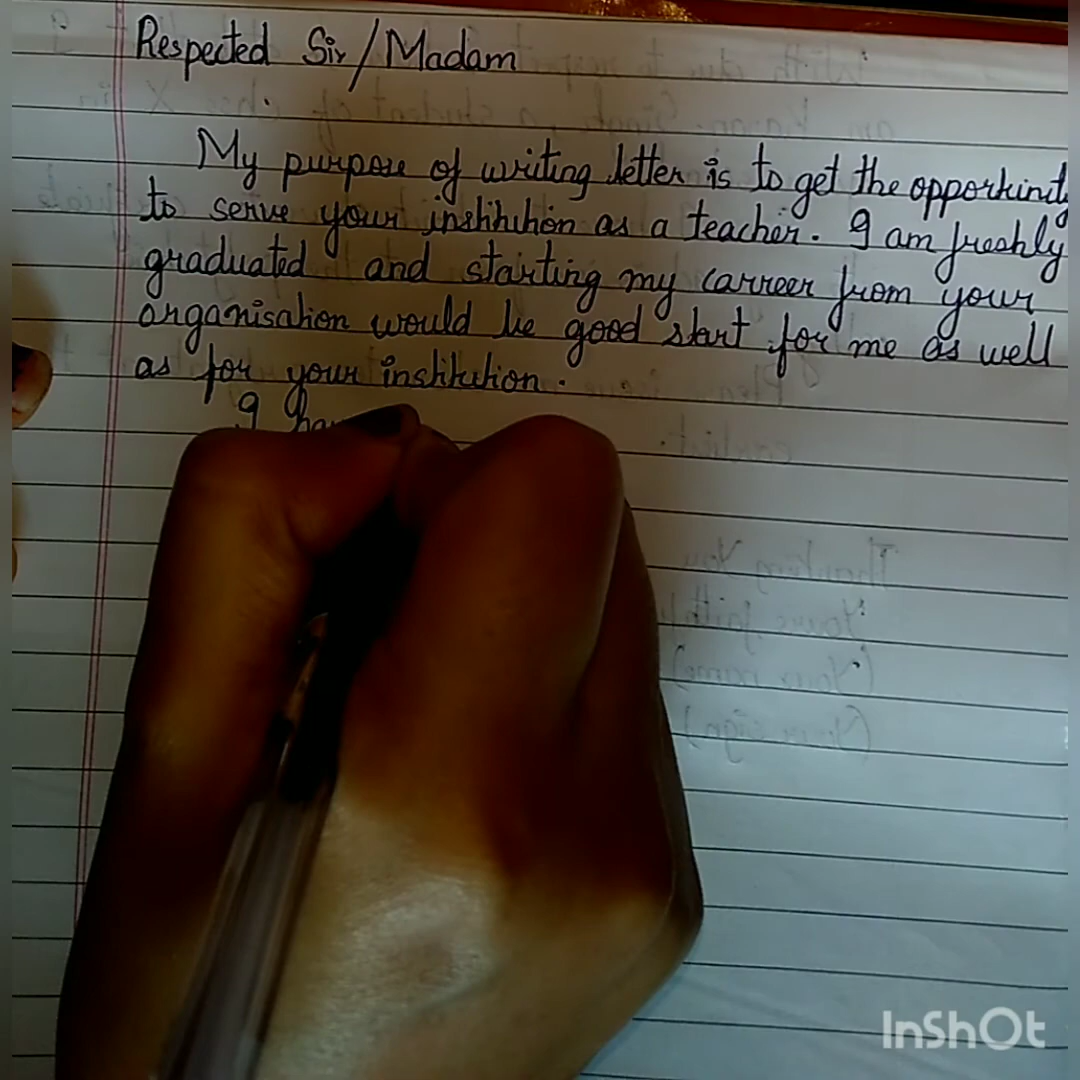 Respected Sir/Madam
My purpose of writing letter is to get the opportunity
to serve your institution as a teacher. I am freshly
graduated and starting my carreer from your
organisation would be good start for me as well
as for your institution.
I ha
InShOt